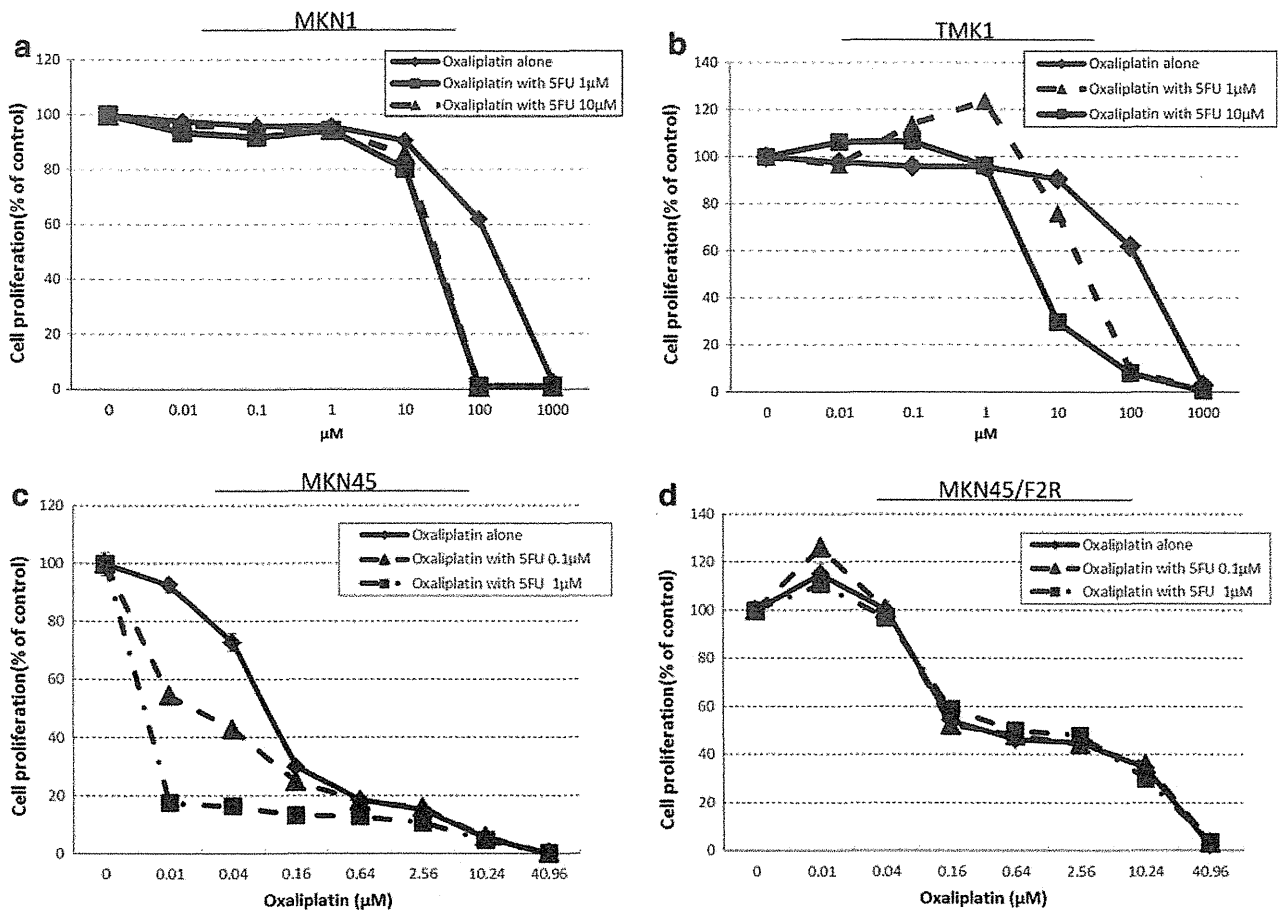 MKN1
a
120
100
80
60
40
20
0
Cell proliferation(% of control)
Oxaliplatin alone
Oxaliplatin with 5FU 1µM
Oxaliplatin with 5FU 10µM
0 0.01 0.1 1 10 100 1000
µM
TMK1
b
140
120
100
80
60
40
20
0
Cell proliferation(% of control)
Oxaliplatin alone
Oxaliplatin with 5FU 1µM
Oxaliplatin with 5FU 10µM
0 0.01 0.1 1 10 100 1000
µM
MKN45
c
120
100
80
60
40
20
0
Cell proliferation(% of control)
Oxaliplatin alone
Oxaliplatin with 5FU 0.1µM
Oxaliplatin with 5FU 1µM
0 0.01 0.04 0.16 0.64 2.56 10.24 40.96
Oxaliplatin (µM)
MKN45/F2R
d
140
120
100
80
60
40
20
0
Cell proliferation(% of control)
Oxaliplatin alone
Oxaliplatin with 5FU 0.1µM
Oxaliplatin with 5FU 1µM
0 0.01 0.04 0.16 0.64 2.56 10.24 40.96
Oxaliplatin (µM)